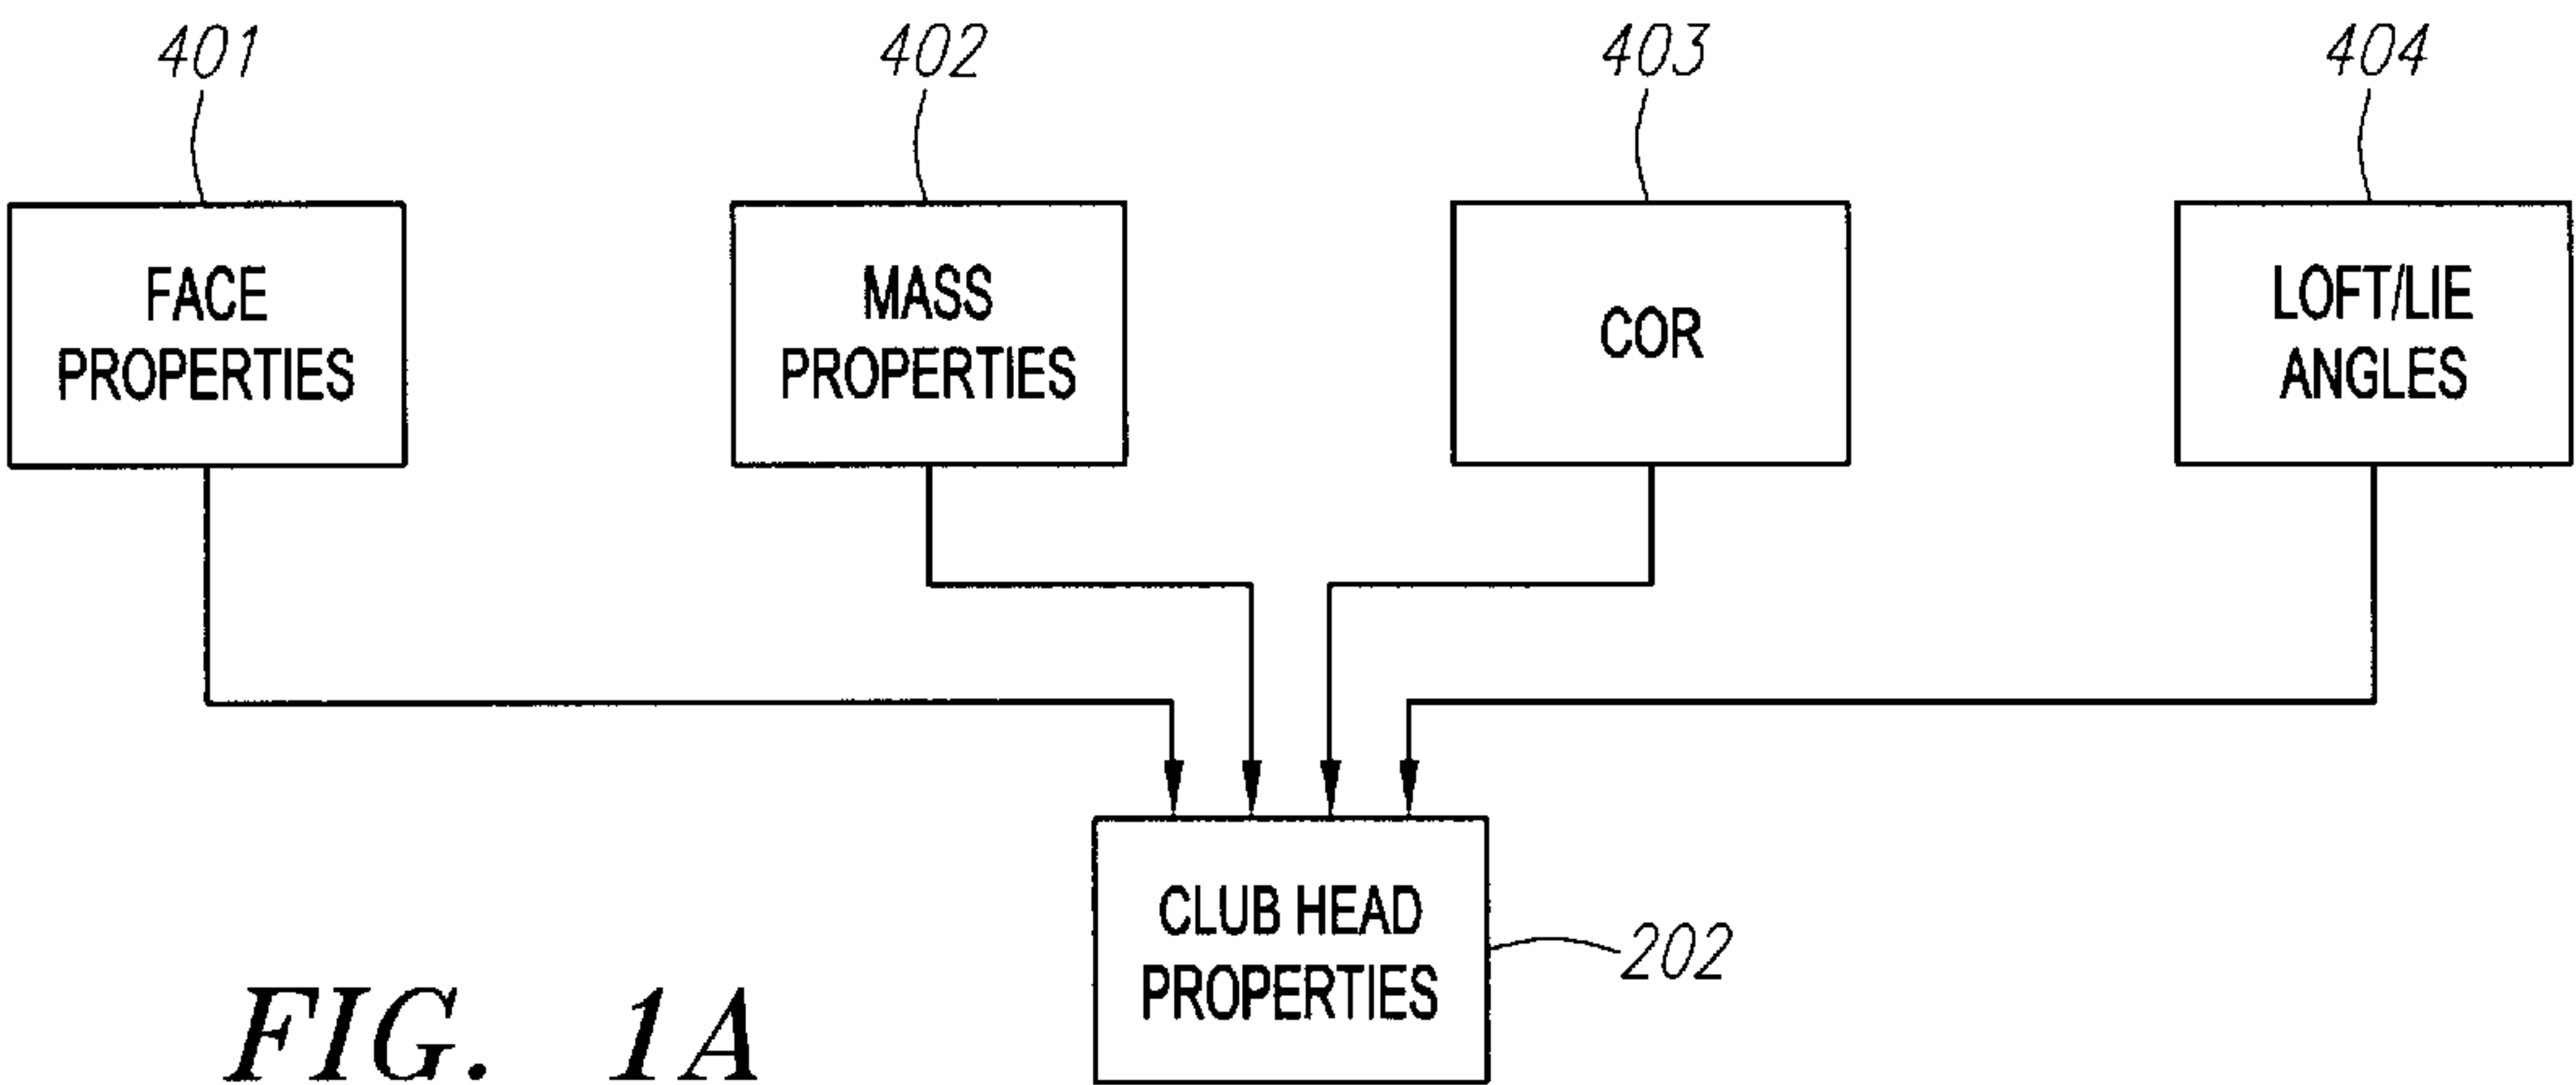 401
402
403
404
FACE
PROPERTIES
MASS
PROPERTIES
COR
LOFT/LIE
ANGLES
CLUB HEAD
PROPERTIES
202
FIG. 1A